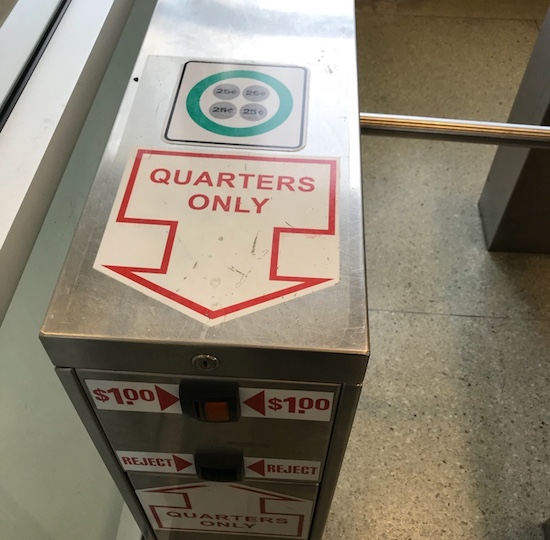 25¢ 25¢
25¢ 25¢
QUARTERS
ONLY
$1.00 $1.00
REJECT REJECT
QUARTERS
ONLY